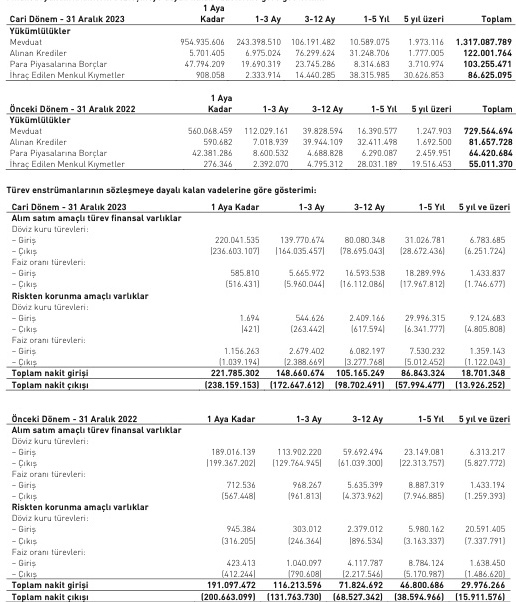 1 Aya
Cari Dönem - 31 Aralık 2023 Kadar 1-3 Ay 3-12 Ay 1-5 Yıl 5 yıl üzeri Toplam
Yükümlülükler
Mevduat 954.935.606 243.398.510 106.191.482 10.589.075 1.973.116 1.317.087.789
Alınan Krediler 5.701.405 6.975.024 76.299.624 31.248.706 1.777.005 122.001.764
Para Piyasalarına Borçlar 47.794.209 19.690.319 23.745.286 8.314.683 3.710.974 103.255.471
İhraç Edilen Menkul Kıymetler 908.058 2.333.914 14.440.285 38.315.985 30.626.853 86.625.095
1 Aya
Önceki Dönem - 31 Aralık 2022 Kadar 1-3 Ay 3-12 Ay 1-5 Yıl 5 yıl üzeri Toplam
Yükümlülükler
Mevduat 560.068.459 112.029.161 39.828.594 16.390.577 1.247.903 729.564.694
Alınan Krediler 590.682 7.018.939 39.944.109 32.411.498 1.692.500 81.657.728
Para Piyasalarına Borçlar 42.381.286 8.600.532 4.688.828 6.290.087 2.459.951 64.420.684
İhraç Edilen Menkul Kıymetler 276.346 2.392.070 4.795.312 28.031.189 19.516.453 55.011.370
Türev enstrümanlarının sözleşmeye dayalı kalan vadelerine göre gösterimi:
Cari Dönem - 31 Aralık 2023 1 Aya Kadar 1-3 Ay 3-12 Ay 1-5 Yıl 5 yıl ve üzeri
Alım satım amaçlı türev finansal varlıklar
Döviz kuru türevleri:
– Giriş 220.041.535 139.770.674 80.080.348 31.026.781 6.783.685
– Çıkış (236.603.107) (164.035.457) (78.695.043) (28.672.436) (6.251.724)
Faiz oranı türevleri:
– Giriş 585.810 5.665.972 16.593.538 18.289.996 1.433.837
– Çıkış (516.431) (5.960.044) (16.112.086) (17.967.812) (1.746.677)
Riskten korunma amaçlı varlıklar
Döviz kuru türevleri:
– Giriş 1.694 544.626 2.409.166 29.996.315 9.124.683
– Çıkış (421) (263.442) (617.594) (6.341.777) (4.805.808)
Faiz oranı türevleri:
– Giriş 1.156.263 2.679.402 6.082.197 7.530.232 1.359.143
– Çıkış (1.039.194) (2.388.669) (3.277.768) (5.012.452) (1.122.043)
Toplam nakit girişi 221.785.302 148.660.674 105.165.249 86.843.324 18.701.348
Toplam nakit çıkışı (238.159.153) (172.647.612) (98.702.491) (57.994.477) (13.926.252)
Önceki Dönem - 31 Aralık 2022 1 Aya Kadar 1-3 Ay 3-12 Ay 1-5 Yıl 5 yıl ve üzeri
Alım satım amaçlı türev finansal varlıklar
Döviz kuru türevleri:
– Giriş 189.016.139 113.902.220 59.692.494 23.149.081 6.313.217
– Çıkış (199.367.202) (129.764.945) (61.039.300) (22.313.757) (5.827.772)
Faiz oranı türevleri:
– Giriş 712.536 968.267 5.635.399 8.887.319 1.433.194
– Çıkış (567.448) (961.813) (4.373.962) (7.946.885) (1.259.393)
Riskten korunma amaçlı varlıklar
Döviz kuru türevleri:
– Giriş 945.384 303.012 2.379.012 5.980.162 20.591.405
– Çıkış (316.205) (246.364) (896.534) (3.163.337) (7.337.791)
Faiz oranı türevleri:
– Giriş 423.413 1.040.097 4.117.787 8.784.124 1.638.450
– Çıkış (412.244) (790.608) (2.217.546) (5.170.987) (1.486.620)
Toplam nakit girişi 191.097.472 116.213.596 71.824.692 46.800.686 29.976.266
Toplam nakit çıkışı (200.663.099) (131.763.730) (68.527.342) (38.594.966) (15.911.576)